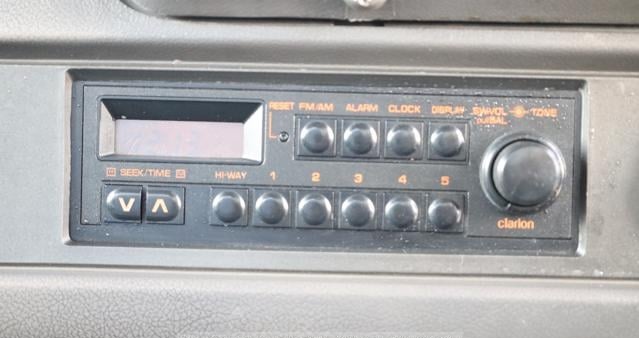 RESET FM/AM ALARM CLOCK DISPLAY SW/VOL TONE
pull BAL
H SEEK/TIME M HI-WAY 1 2 3 4 5
clarion